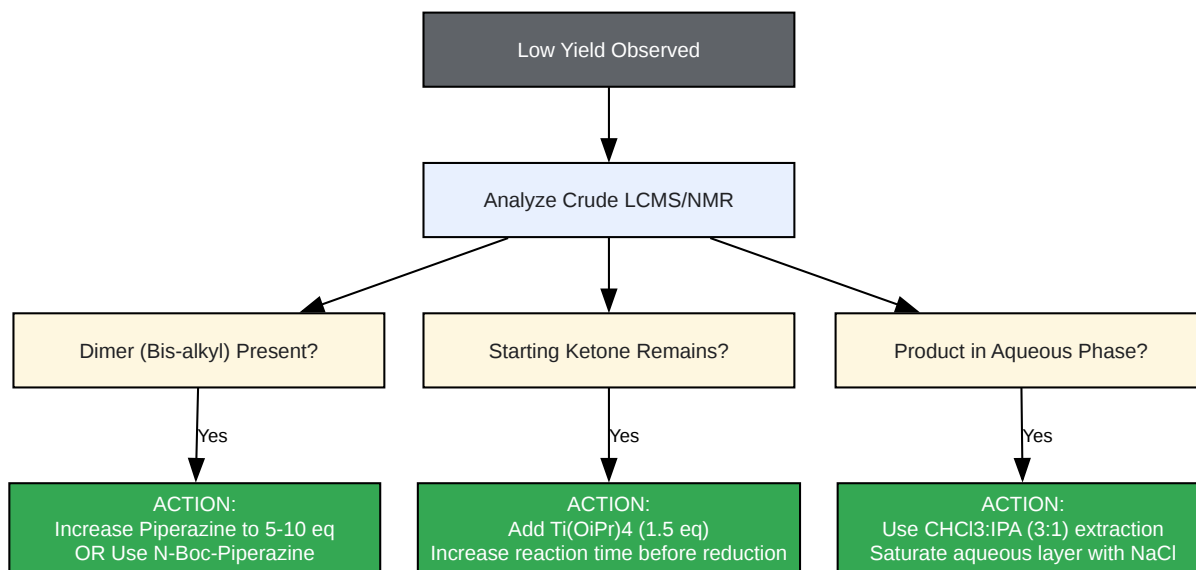 Low Yield Observed
Analyze Crude LCMS/NMR
Dimer (Bis-alkyl) Present?
Starting Ketone Remains?
Product in Aqueous Phase?
Yes
Yes
Yes
ACTION:
Increase Piperazine to 5-10 eq
OR Use N-Boc-Piperazine
ACTION:
Add Ti(OiPr)4 (1.5 eq)
Increase reaction time before reduction
ACTION:
Use CHCl3:IPA (3:1) extraction
Saturate aqueous layer with NaCl